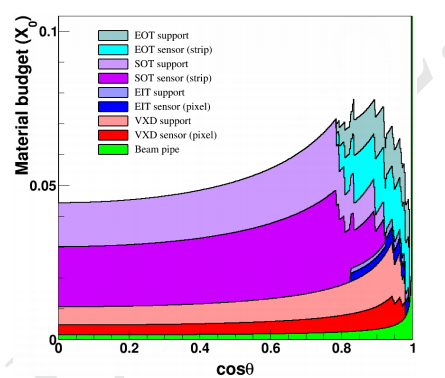 Material budget (X0)
0.1
0.05
0
EOT support
EOT sensor (strip)
SOT support
SOT sensor (strip)
EIT support
EIT sensor (pixel)
VXD support
VXD sensor (pixel)
Beam pipe
0 0.2 0.4 0.6 0.8 1
cosθ